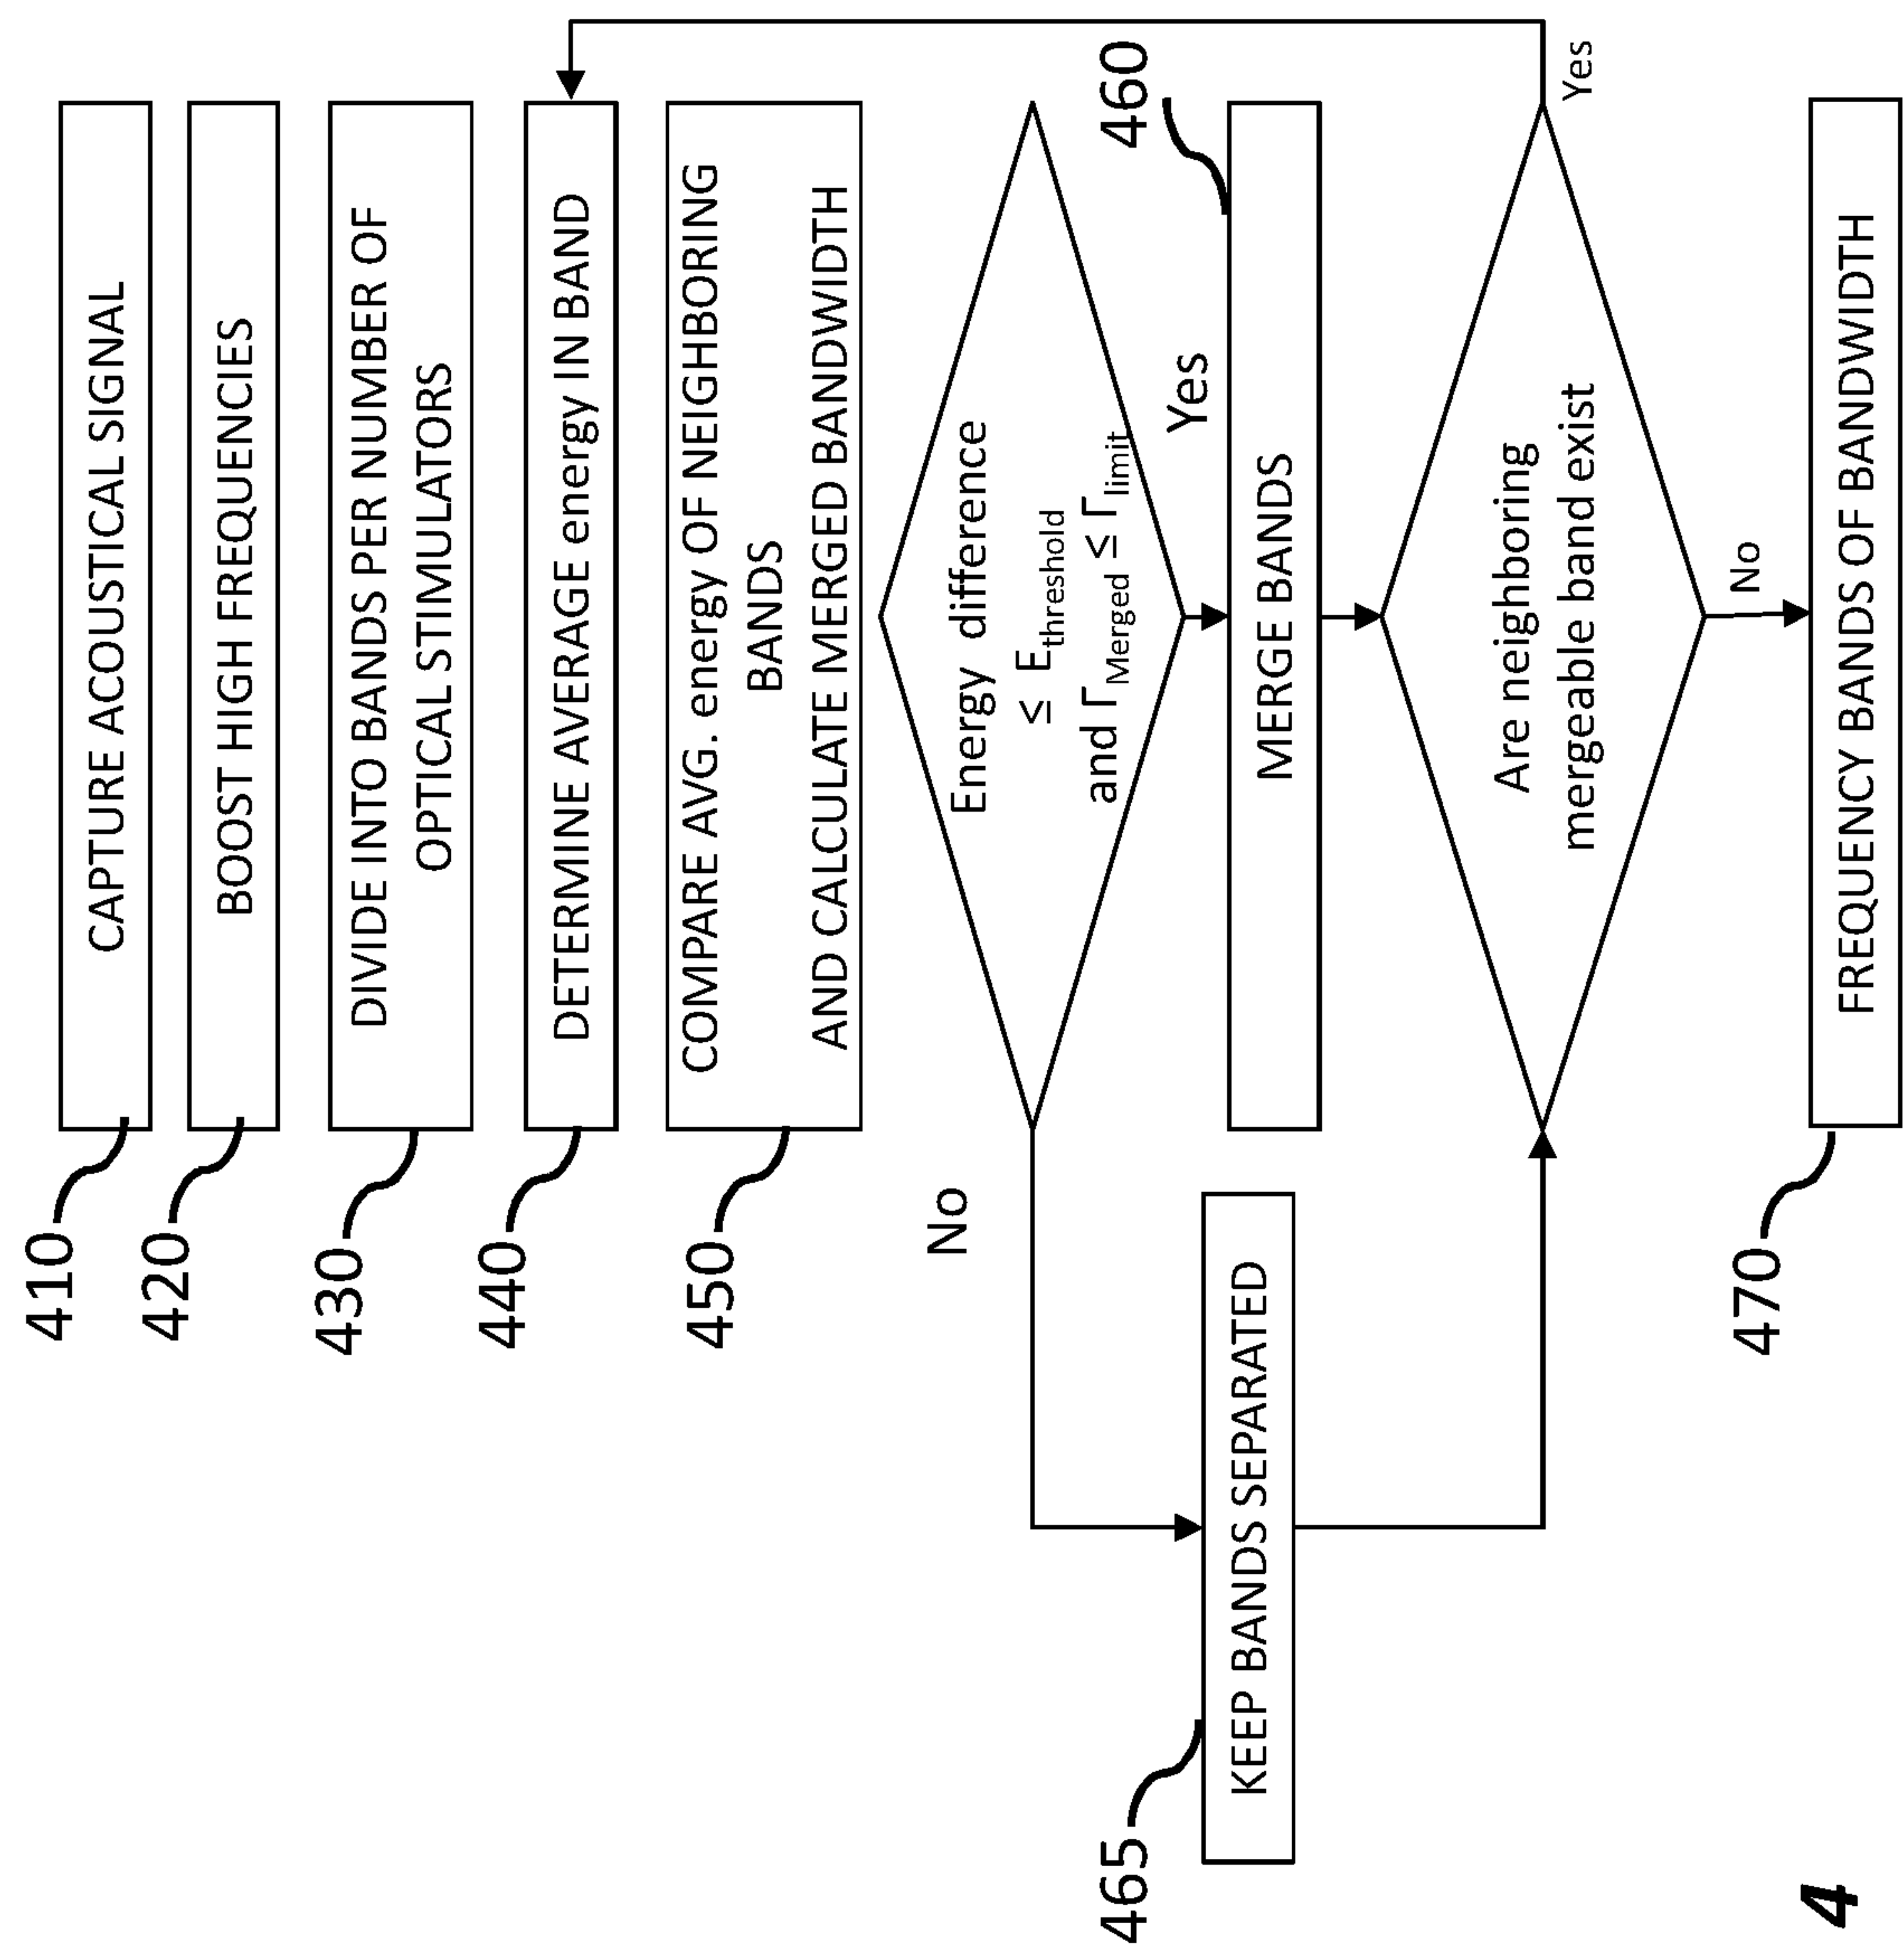 410
CAPTURE ACOUSTICAL SIGNAL
420
BOOST HIGH FREQUENCIES
430
DIVIDE INTO BANDS PER NUMBER OF
OPTICAL STIMULATORS
440
DETERMINE AVERAGE energy IN BAND
450
COMPARE AVG. energy OF NEIGHBORING
BANDS
AND CALCULATE MERGED BANDWIDTH
Energy difference
≤ Ethreshold
and ΓMerged ≤ Γlimit
No
Yes
460
MERGE BANDS
465
KEEP BANDS SEPARATED
Are neighboring
mergeable band exist
Yes
No
470
FREQUENCY BANDS OF BANDWIDTH
4